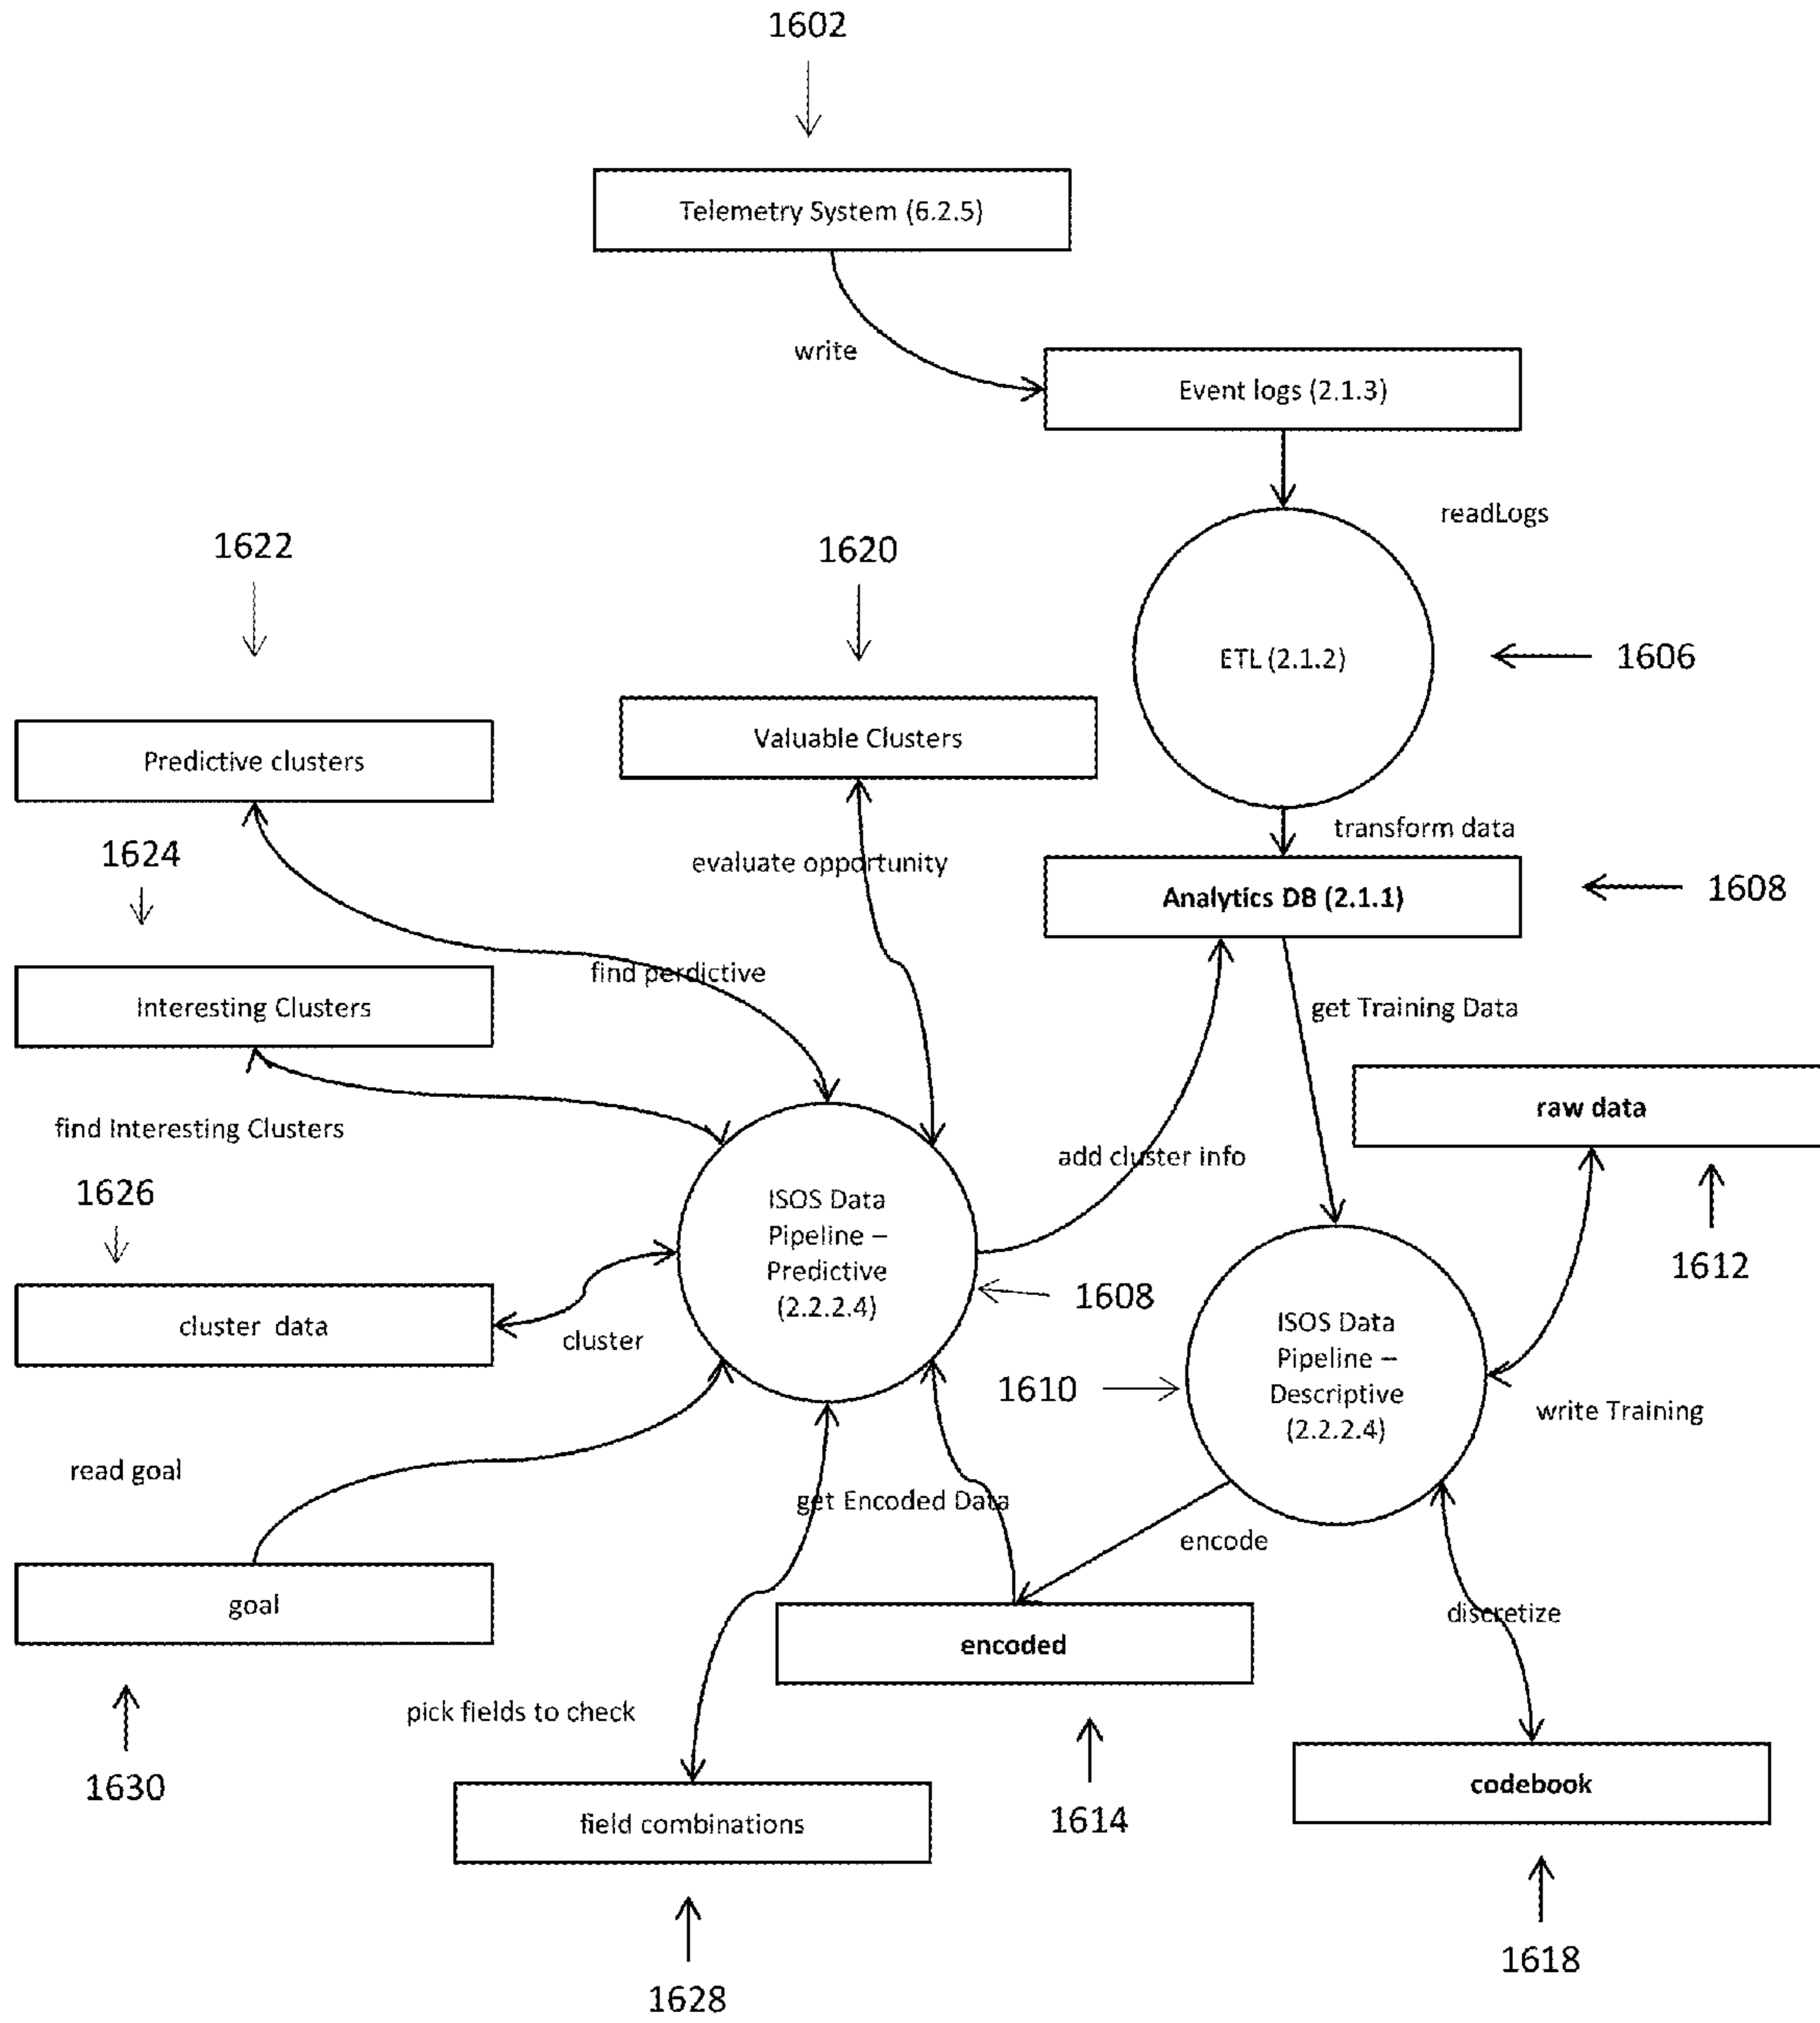 1602
Telemetry System (6.2.5)
write
Event logs (2.1.3)
readLogs
1622
1620
ETL (2.1.2)
1606
Predictive clusters
Valuable Clusters
transform data
1624
evaluate opportunity
Analytics DB (2.1.1)
1608
find perdictive
Interesting Clusters
get Training Data
raw data
find Interesting Clusters
add cluster info
1626
ISOS Data
Pipeline –
Predictive
(2.2.2.4)
1612
1608
cluster data
cluster
ISOS Data
Pipeline –
Descriptive
(2.2.2.4)
1610
write Training
read goal
get Encoded Data
encode
goal
discretize
encoded
pick fields to check
1630
codebook
field combinations
1614
1618
1628